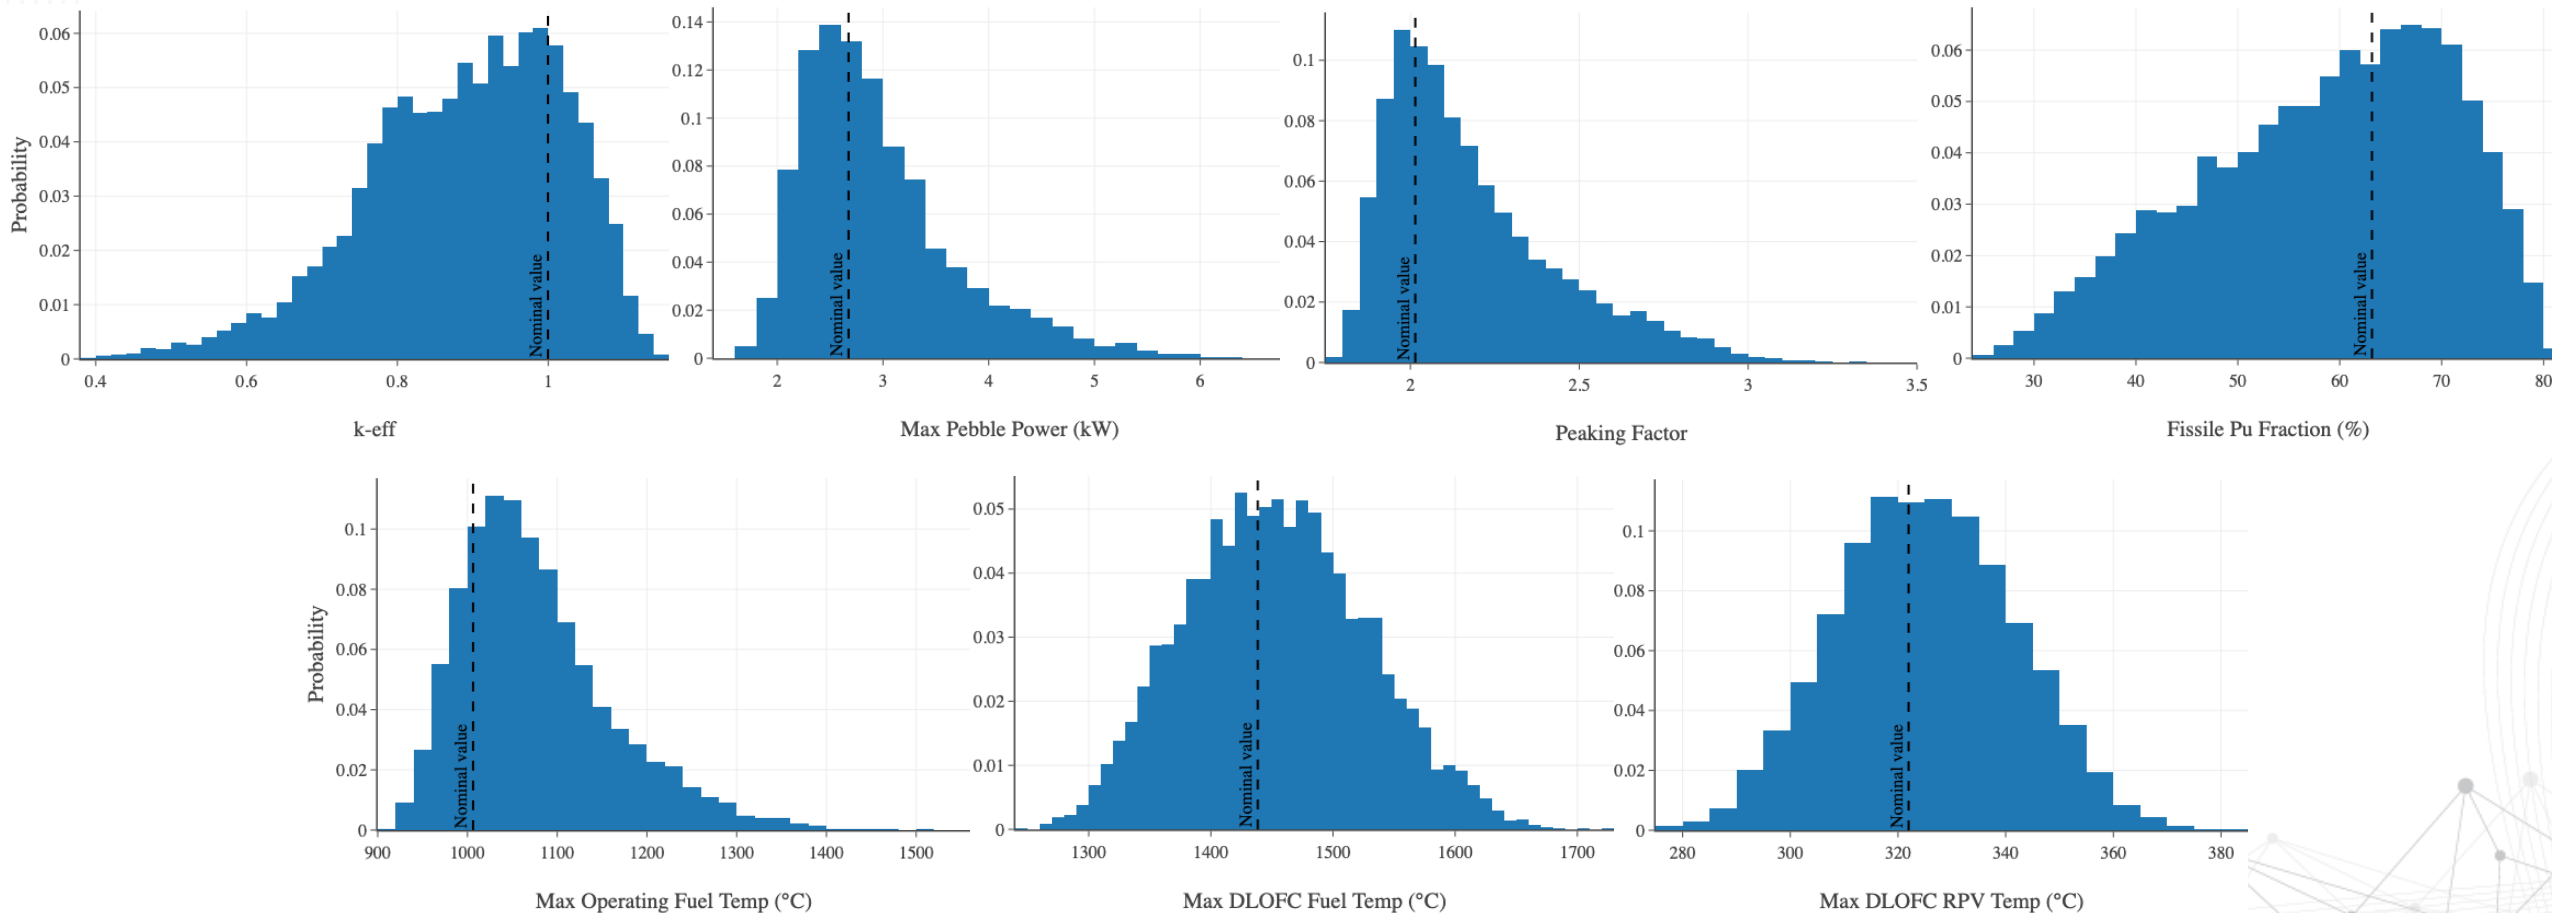 Probability
0.06
0.05
0.04
0.03
0.02
0.01
0
Nominal value
0.4 0.6 0.8 1
k-eff
0.14
0.12
0.1
0.08
0.06
0.04
0.02
0
Nominal value
2 3 4 5 6
Max Pebble Power (kW)
0.1
0.08
0.06
0.04
0.02
0
Nominal value
2 2.5 3 3.5
Peaking Factor
0.06
0.05
0.04
0.03
0.02
0.01
0
Nominal value
30 40 50 60 70 80
Fissile Pu Fraction (%)
Probability
0.1
0.08
0.06
0.04
0.02
0
Nominal value
900 1000 1100 1200 1300 1400 1500
Max Operating Fuel Temp (°C)
0.05
0.04
0.03
0.02
0.01
0
Nominal value
1300 1400 1500 1600 1700
Max DLOFC Fuel Temp (°C)
0.1
0.08
0.06
0.04
0.02
0
Nominal value
280 300 320 340 360 380
Max DLOFC RPV Temp (°C)